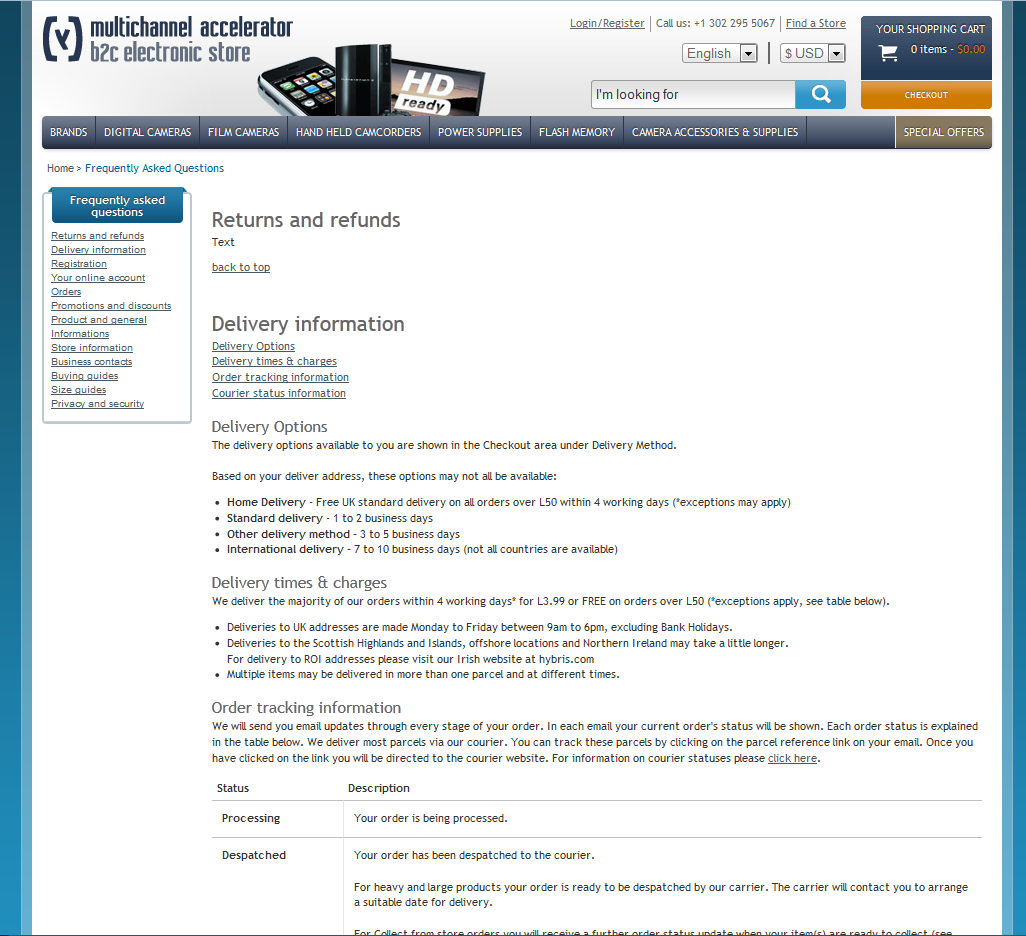 multichannel accelerator
b2c electronic store
HD
ready
Login/Register Call us: +1 302 295 5067 Find a Store
English $ USD
I'm looking for
YOUR SHOPPING CART
0 items - $0.00
CHECKOUT
BRANDS DIGITAL CAMERAS FILM CAMERAS HAND HELD CAMCORDERS POWER SUPPLIES FLASH MEMORY CAMERA ACCESSORIES & SUPPLIES SPECIAL OFFERS
Home > Frequently Asked Questions
Frequently asked
questions
Returns and refunds
Delivery information
Registration
Your online account
Orders
Promotions and discounts
Product and general
Informations
Store information
Business contacts
Buying guides
Size guides
Privacy and security
Returns and refunds
Text
back to top
Delivery information
Delivery Options
Delivery times & charges
Order tracking information
Courier status information
Delivery Options
The delivery options available to you are shown in the Checkout area under Delivery Method.
Based on your deliver address, these options may not all be available:
• Home Delivery - Free UK standard delivery on all orders over L50 within 4 working days (*exceptions may apply)
• Standard delivery - 1 to 2 business days
• Other delivery method - 3 to 5 business days
• International delivery - 7 to 10 business days (not all countries are available)
Delivery times & charges
We deliver the majority of our orders within 4 working days* for L3.99 or FREE on orders over L50 (*exceptions apply, see table below).
• Deliveries to UK addresses are made Monday to Friday between 9am to 6pm, excluding Bank Holidays.
• Deliveries to the Scottish Highlands and Islands, offshore locations and Northern Ireland may take a little longer.
For delivery to ROI addresses please visit our Irish website at hybris.com
• Multiple items may be delivered in more than one parcel and at different times.
Order tracking information
We will send you email updates through every stage of your order. In each email your current order's status will be shown. Each order status is explained
in the table below. We deliver most parcels via our courier. You can track these parcels by clicking on the parcel reference link on your email. Once you
have clicked on the link you will be directed to the courier website. For information on courier statuses please click here.
Status Description
Processing Your order is being processed.
Despatched Your order has been despatched to the courier.
For heavy and large products your order is ready to be despatched by our carrier. The carrier will contact you to arrange
a suitable date for delivery.
For Collect from store orders you will receive a further order status update when your item(s) are ready to collect (see